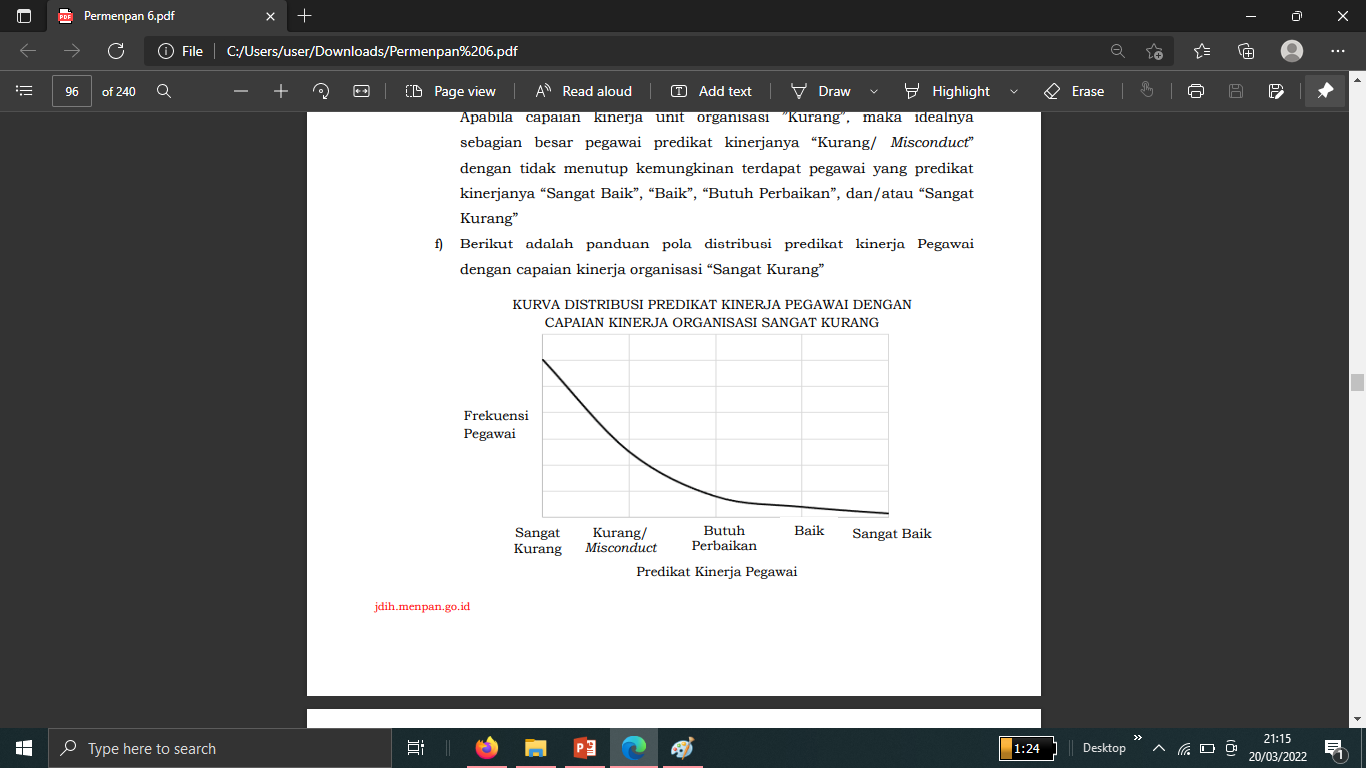 Permenpan 6.pdf
File
C:/Users/user/Downloads/Permenpan%206.pdf
96 of 240
Page view
Read aloud
Add text
Draw
Highlight
Erase
Apabila capaian kinerja unit organisasi "Kurang", maka idealnya
sebagian besar pegawai predikat kinerjanya “Kurang/ Misconduct”
dengan tidak menutup kemungkinan terdapat pegawai yang predikat
kinerjanya “Sangat Baik”, “Baik”, “Butuh Perbaikan”, dan/atau “Sangat
Kurang”
f) Berikut adalah panduan pola distribusi predikat kinerja Pegawai
dengan capaian kinerja organisasi “Sangat Kurang”
KURVA DISTRIBUSI PREDIKAT KINERJA PEGAWAI DENGAN
CAPAIAN KINERJA ORGANISASI SANGAT KURANG
Frekuensi
Pegawai
Sangat
Kurang
Kurang/
Misconduct
Butuh
Perbaikan
Baik
Sangat Baik
Predikat Kinerja Pegawai
jdih.menpan.go.id
Type here to search
1:24
Desktop
21:15
20/03/2022
1